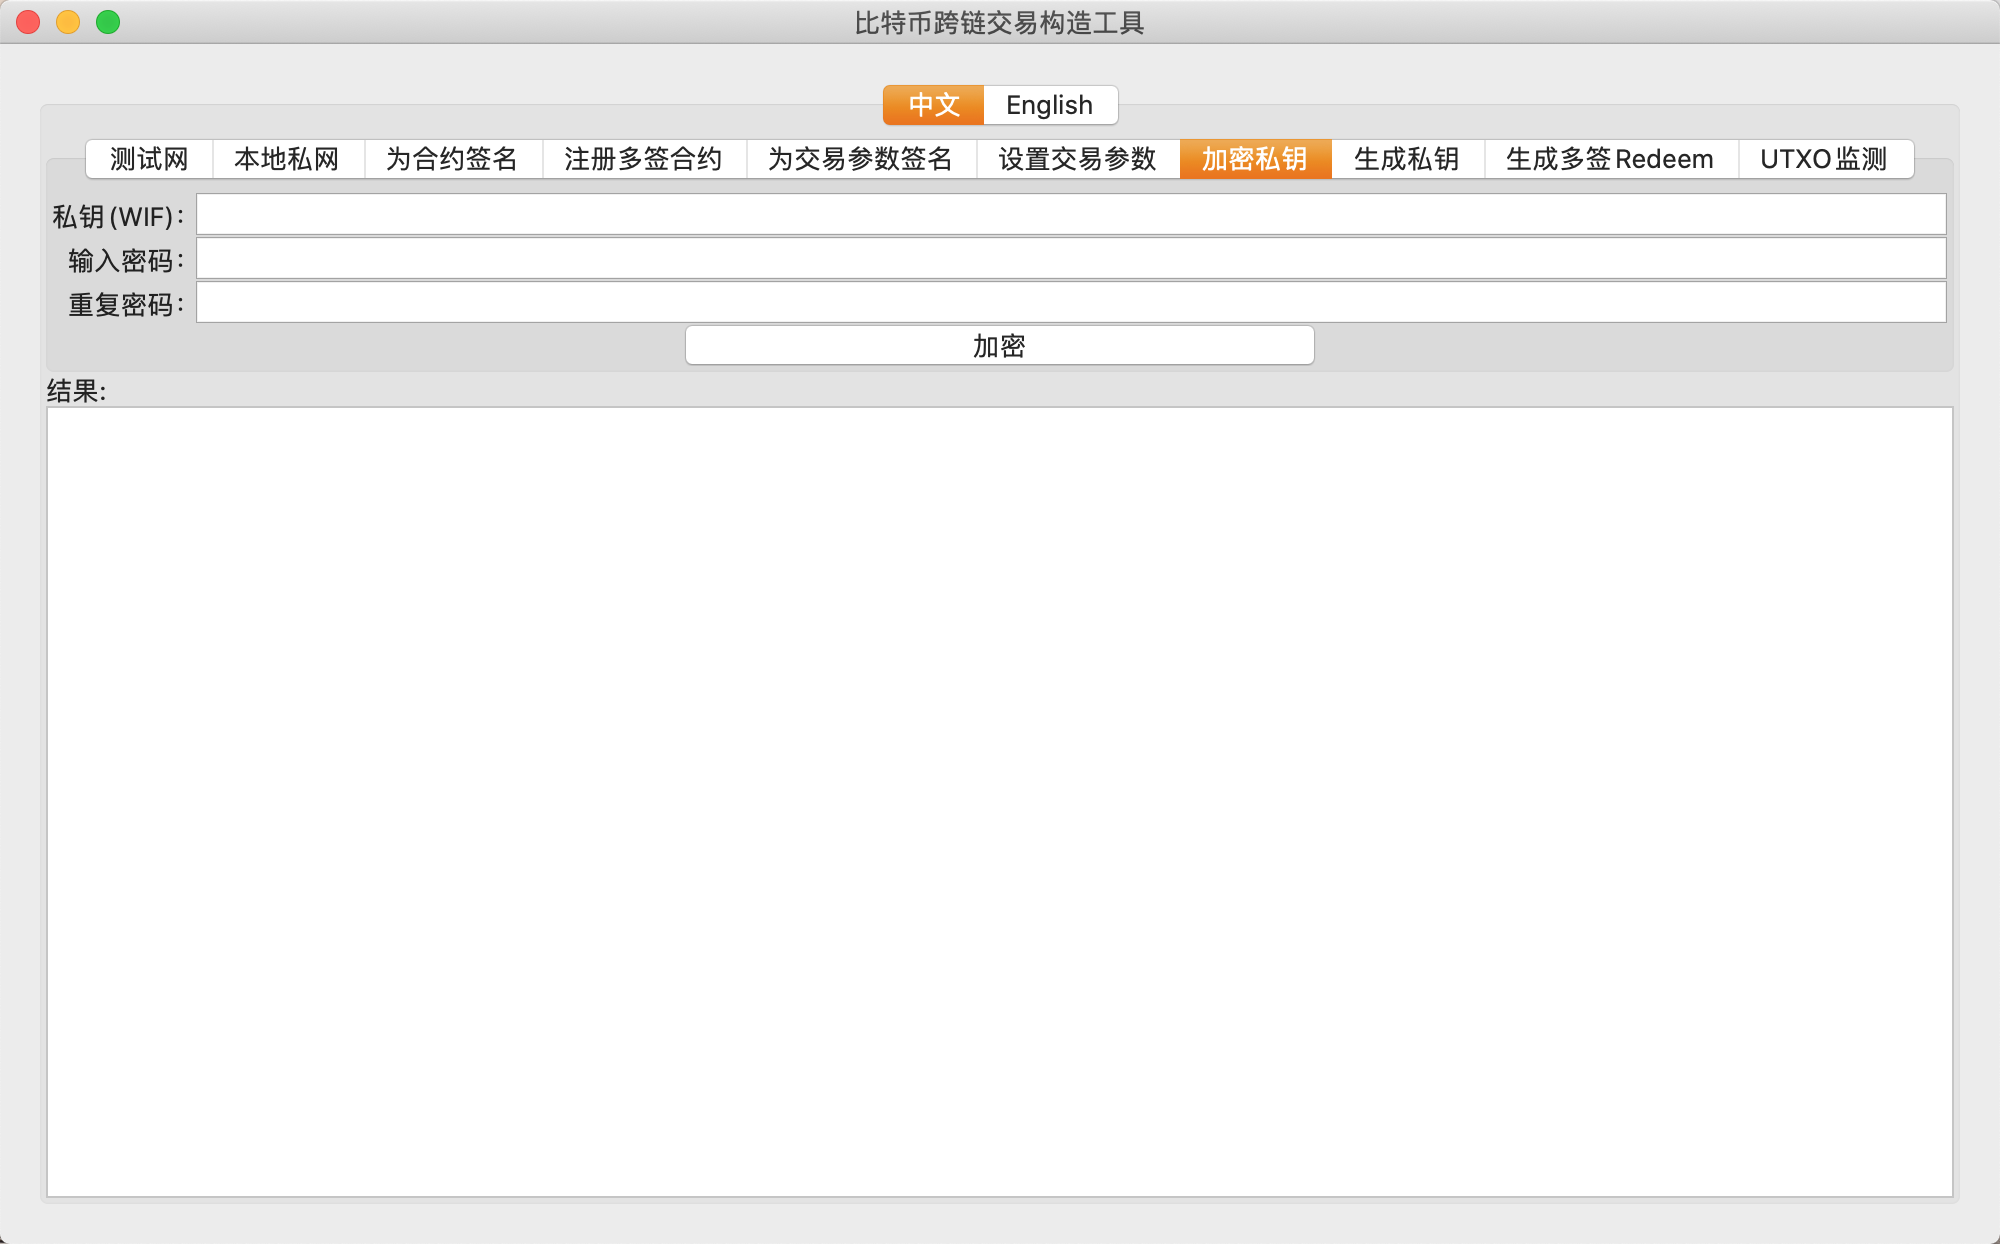 比特币跨链交易构造工具
中文 English
测试网 本地私网 为合约签名 注册多签合约 为交易参数签名 设置交易参数 加密私钥 生成私钥 生成多签Redeem UTXO监测
私钥(WIF):
输入密码:
重复密码:
加密
结果: